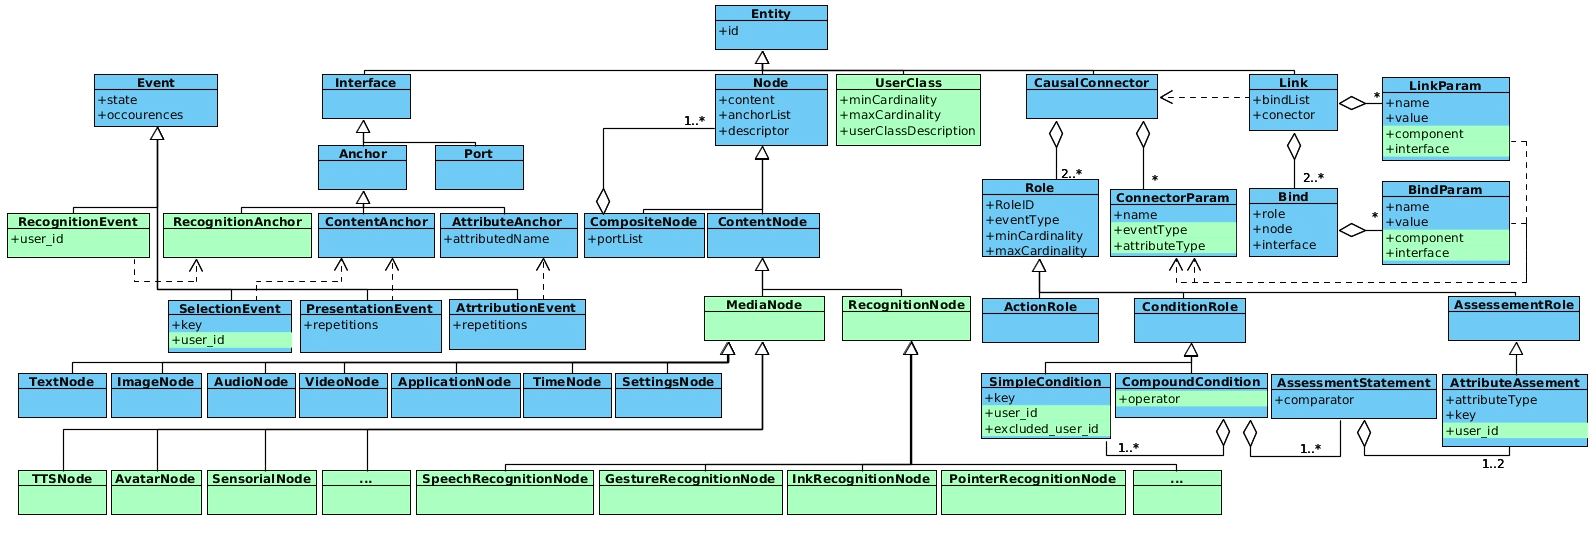 Entity
+id
Event
+state
+occourences
Interface
Node
+content
+anchorList
+descriptor
UserClass
+minCardinality
+maxCardinality
+userClassDescription
CausalConnector
Link
+bindList
+conector
*
LinkParam
+name
+value
+component
+interface
1..*
Anchor
Port
2..*
*
2..*
Role
+RoleID
+eventType
+minCardinality
+maxCardinality
ConnectorParam
+name
+eventType
+attributeType
Bind
+role
+node
+interface
*
BindParam
+name
+value
+component
+interface
RecognitionEvent
+user_id
RecognitionAnchor
ContentAnchor
AttributeAnchor
+attributedName
CompositeNode
+portList
ContentNode
SelectionEvent
+key
+user_id
PresentationEvent
+repetitions
AtrtributionEvent
+repetitions
MediaNode
RecognitionNode
ActionRole
ConditionRole
AssessementRole
TextNode
ImageNode
AudioNode
VideoNode
ApplicationNode
TimeNode
SettingsNode
SimpleCondition
+key
+user_id
+excluded_user_id
CompoundCondition
+operator
AssessmentStatement
+comparator
AttributeAssement
+attributeType
+key
+user_id
1..*
1..*
1..2
TTSNode
AvatarNode
SensorialNode
...
SpeechRecognitionNode
GestureRecognitionNode
InkRecognitionNode
PointerRecognitionNode
...